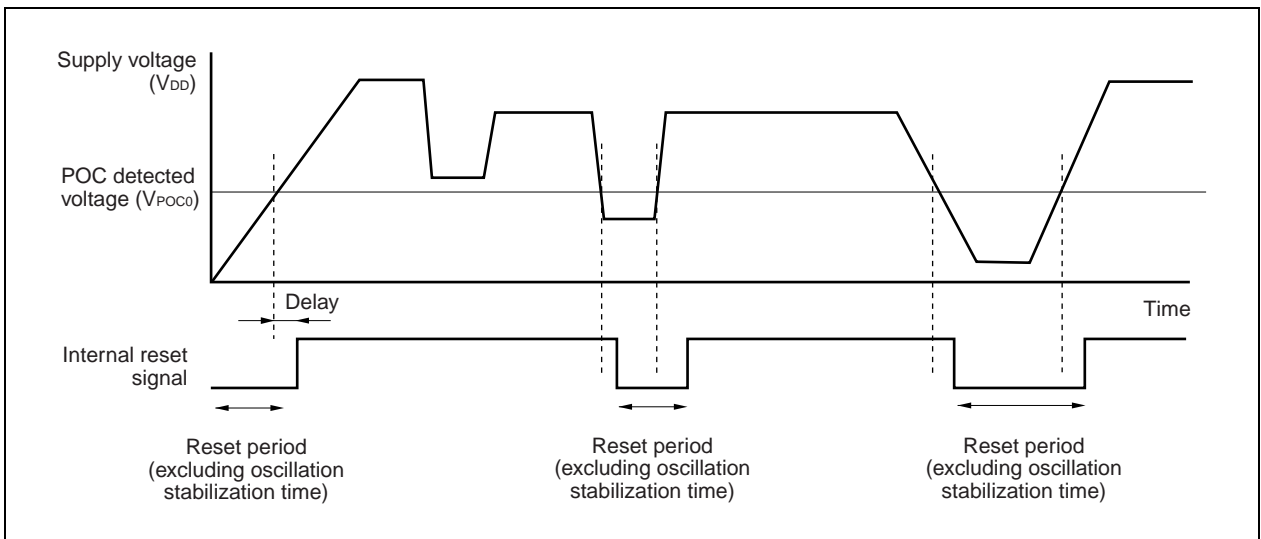 Supply voltage
(VDD)
POC detected
voltage (VPOC0)
Delay
Time
Internal reset
signal
Reset period
(excluding oscillation
stabilization time)
Reset period
(excluding oscillation
stabilization time)
Reset period
(excluding oscillation
stabilization time)